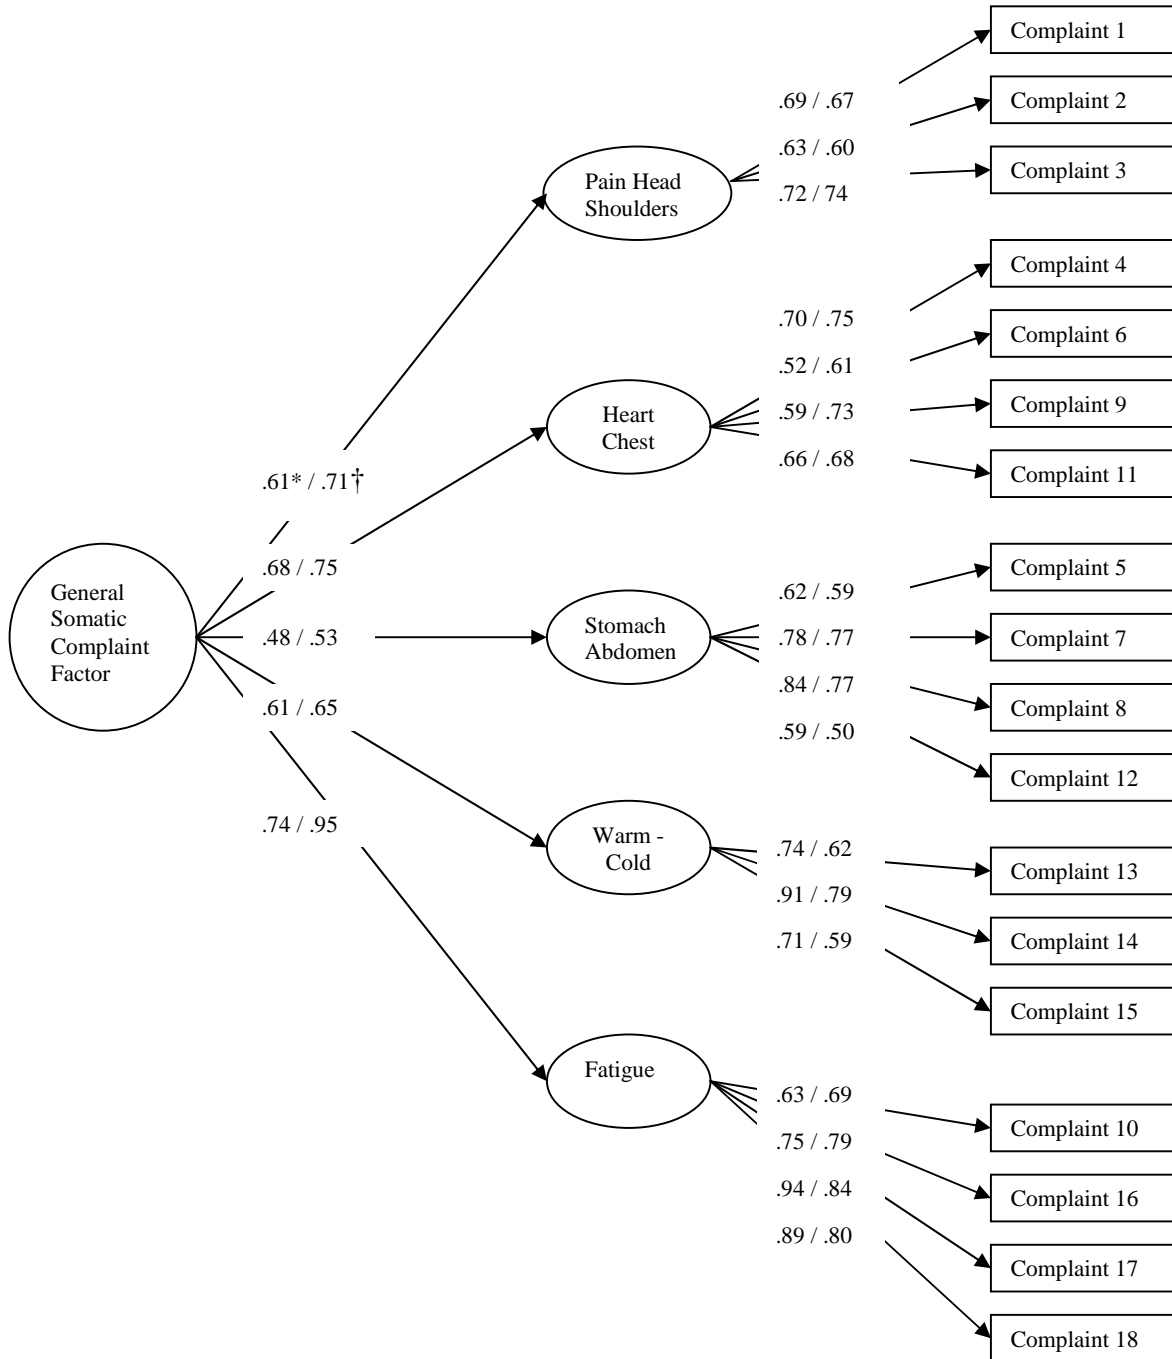 Complaint 1
.69 / .67
Complaint 2
.63 / .60
Complaint 3
Pain Head
Shoulders
.72 / 74
Complaint 4
.70 / .75
Complaint 6
.52 / .61
Complaint 9
Heart
Chest
.59 / .73
.66 / .68
Complaint 11
.61* / .71†
.68 / .75
Complaint 5
General
Somatic
Complaint
Factor
.62 / .59
Stomach
Abdomen
.48 / .53
.78 / .77
Complaint 7
.84 / .77
Complaint 8
.61 / .65
.59 / .50
Complaint 12
.74 / .95
Warm -
Cold
.74 / .62
Complaint 13
.91 / .79
Complaint 14
.71 / .59
Complaint 15
Fatigue
.63 / .69
Complaint 10
.75 / .79
Complaint 16
.94 / .84
.89 / .80
Complaint 17
Complaint 18